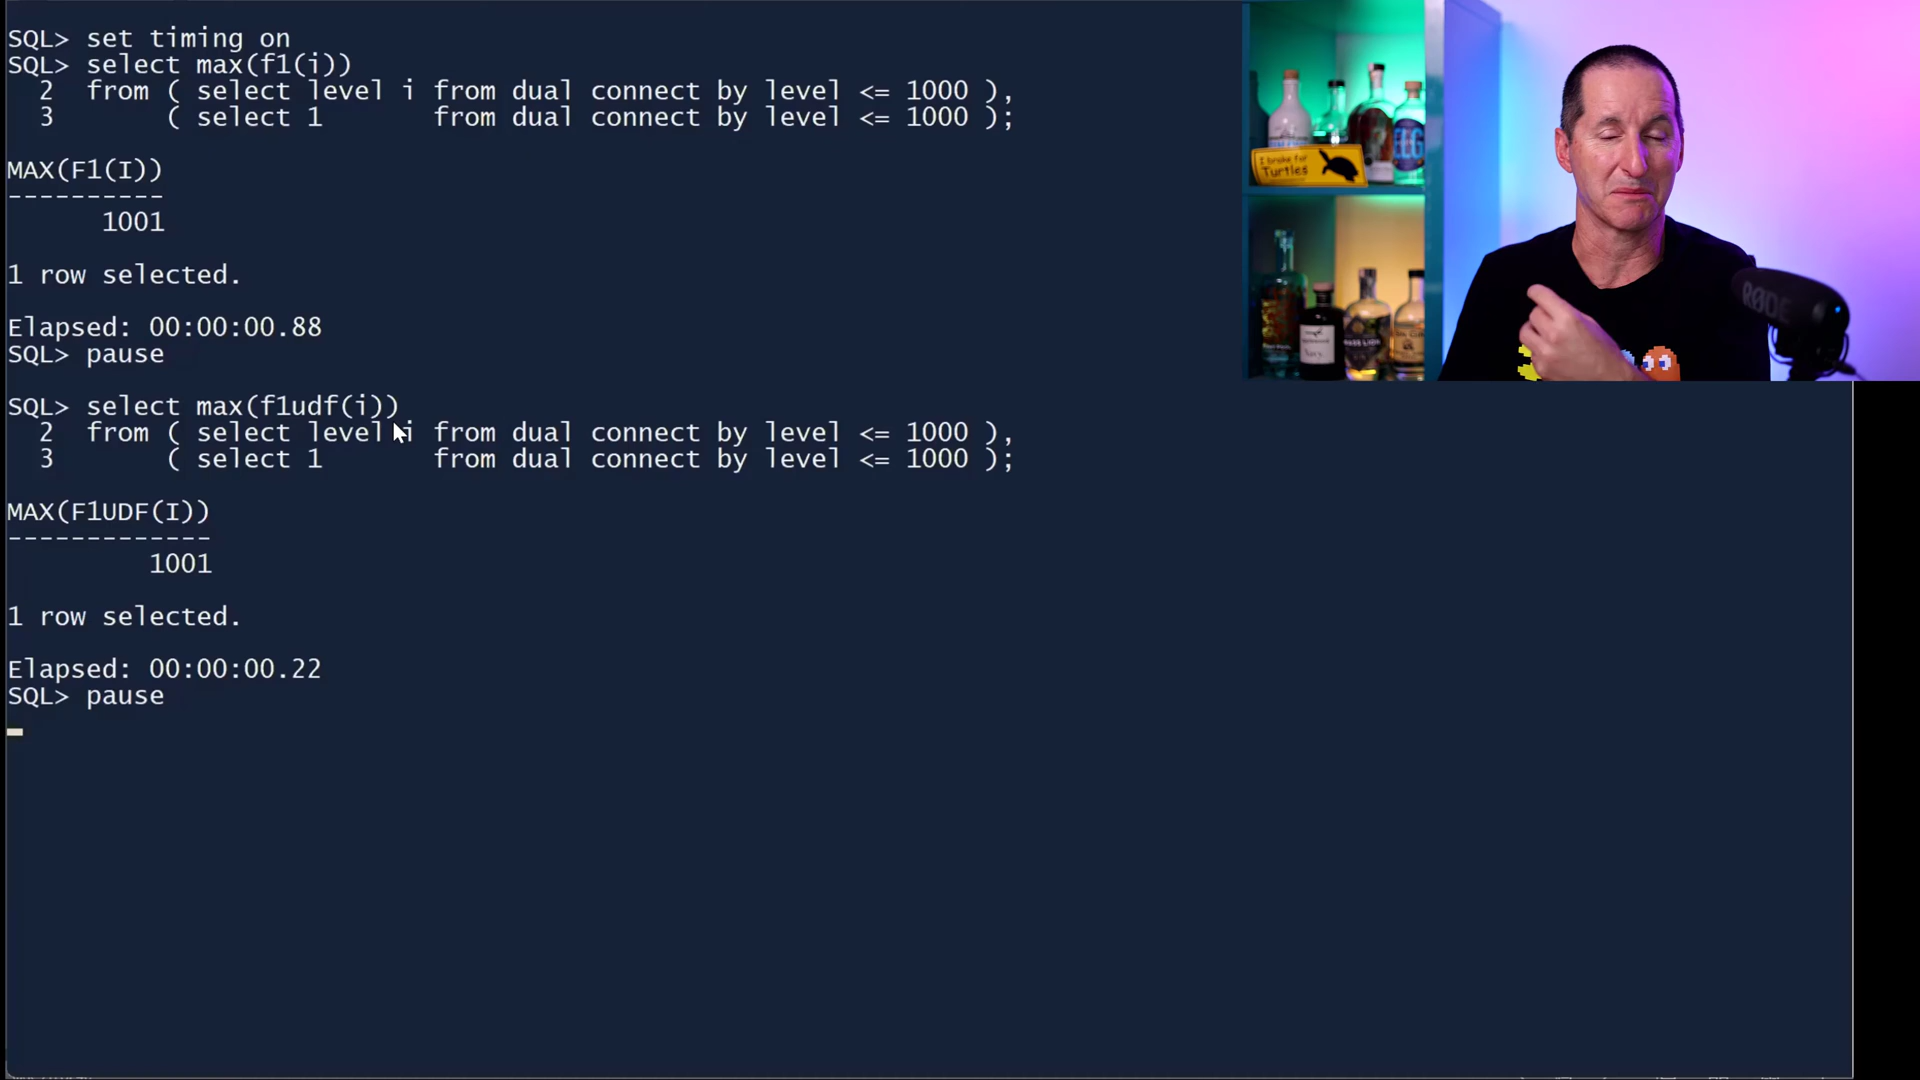 SQL> set timing on
SQL> select max(f1(i))
  2  from ( select level i from dual connect by level <= 1000 ),
  3       ( select 1       from dual connect by level <= 1000 );

MAX(F1(I))
----------
      1001

1 row selected.

Elapsed: 00:00:00.88
SQL> pause

SQL> select max(f1udf(i))
  2  from ( select level i from dual connect by level <= 1000 ),
  3       ( select 1       from dual connect by level <= 1000 );

MAX(F1UDF(I))
-------------
         1001

1 row selected.

Elapsed: 00:00:00.22
SQL> pause
I brake for
Turtles
RØDE